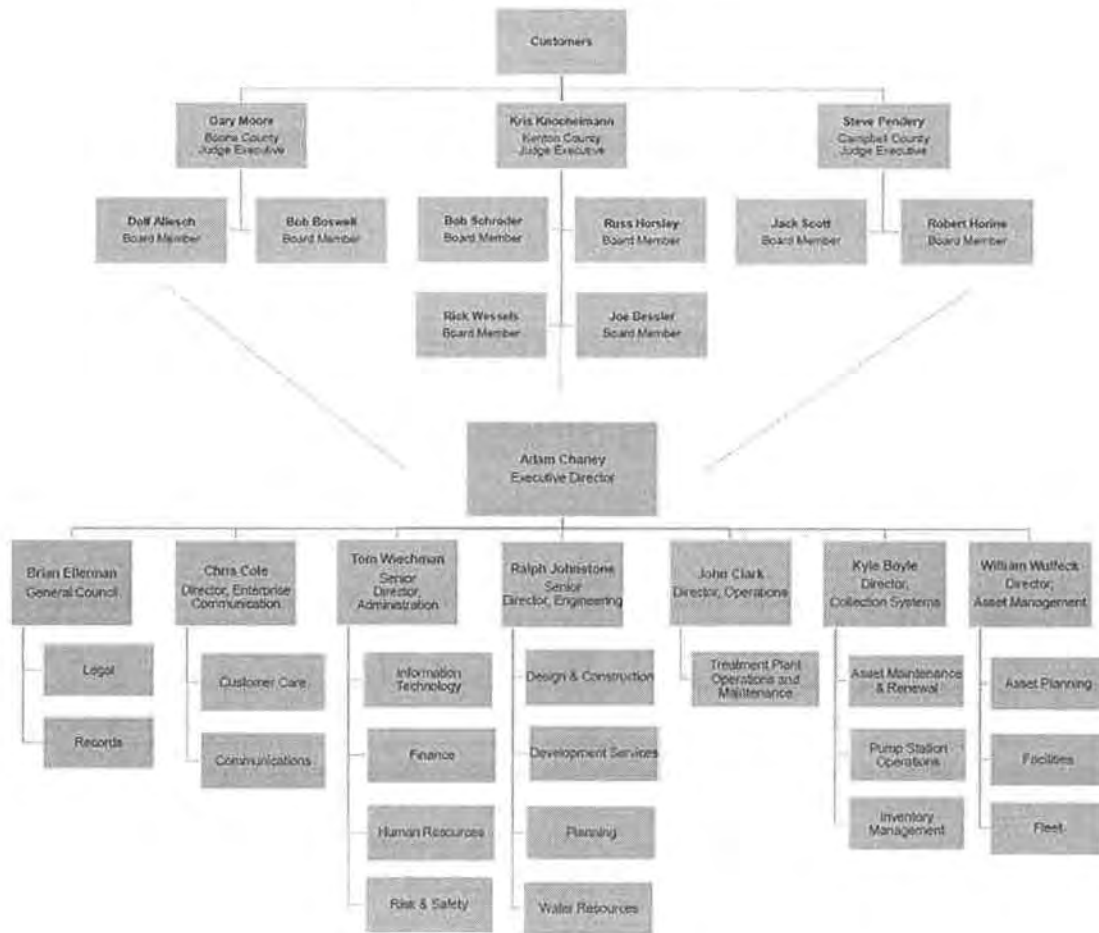 Customers
Gary Moore
Boone County
Judge Executive
Kris Knochelmann
Kenton County
Judge Executive
Steve Pendery
Campbell County
Judge Executive
Dolf Allesch
Board Member
Bob Boswell
Board Member
Bob Schroder
Board Member
Russ Horsley
Board Member
Jack Scott
Board Member
Robert Horine
Board Member
Rick Wessels
Board Member
Joe Bessler
Board Member
Adam Chaney
Executive Director
Brian Ellerman
General Council
Chris Cole
Director, Enterprise
Communication
Tom Wiechman
Senior
Director,
Administration
Ralph Johnstone
Senior
Director, Engineering
John Clark
Director, Operations
Kyle Boyle
Director,
Collection Systems
William Wulfeck
Director,
Asset Management
Legal
Records
Customer Care
Communications
Information
Technology
Finance
Human Resources
Risk & Safety
Design & Construction
Development Services
Planning
Water Resources
Treatment Plant
Operations and
Maintenance
Asset Maintenance
& Renewal
Pump Station
Operations
Inventory
Management
Asset Planning
Facilities
Fleet